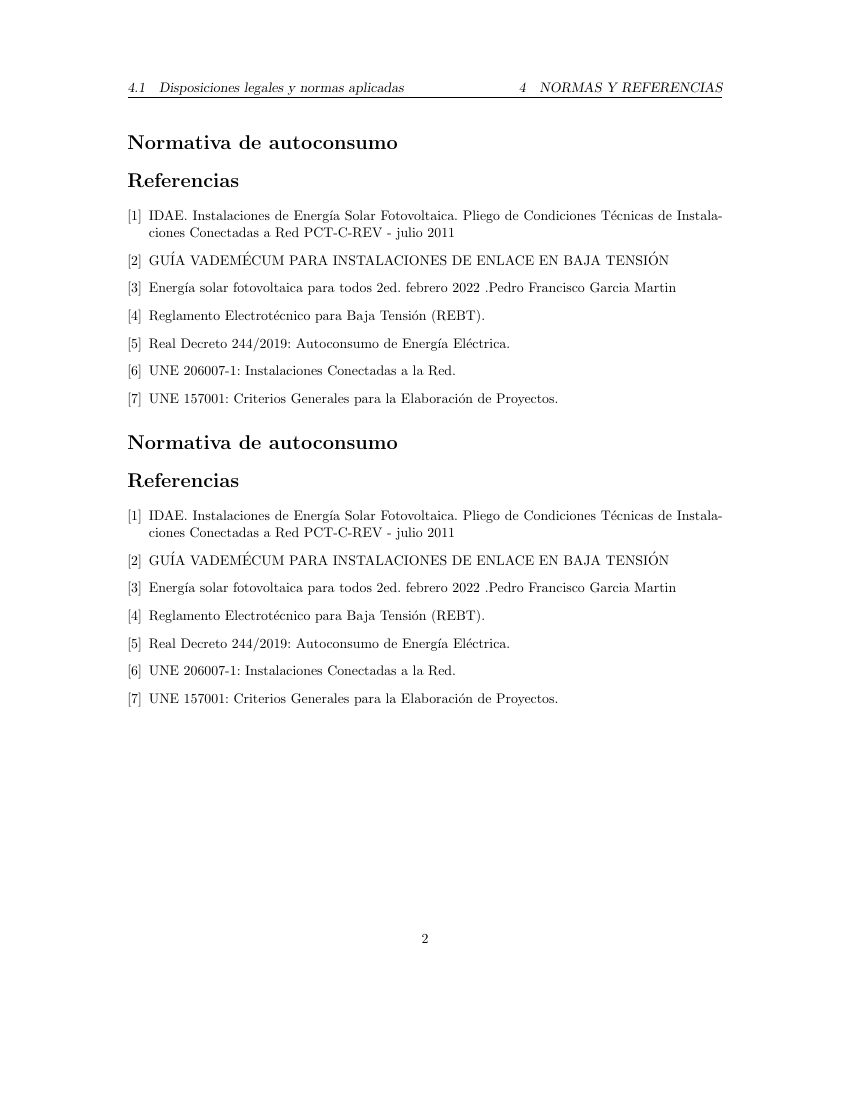 4.1 Disposiciones legales y normas aplicadas 4 NORMAS Y REFERENCIAS
Normativa de autoconsumo
Referencias
[1] IDAE. Instalaciones de Energía Solar Fotovoltaica. Pliego de Condiciones Técnicas de Instala-
ciones Conectadas a Red PCT-C-REV - julio 2011
[2] GUÍA VADEMÉCUM PARA INSTALACIONES DE ENLACE EN BAJA TENSIÓN
[3] Energía solar fotovoltaica para todos 2ed. febrero 2022 .Pedro Francisco Garcia Martin
[4] Reglamento Electrotécnico para Baja Tensión (REBT).
[5] Real Decreto 244/2019: Autoconsumo de Energía Eléctrica.
[6] UNE 206007-1: Instalaciones Conectadas a la Red.
[7] UNE 157001: Criterios Generales para la Elaboración de Proyectos.
Normativa de autoconsumo
Referencias
[1] IDAE. Instalaciones de Energía Solar Fotovoltaica. Pliego de Condiciones Técnicas de Instala-
ciones Conectadas a Red PCT-C-REV - julio 2011
[2] GUÍA VADEMÉCUM PARA INSTALACIONES DE ENLACE EN BAJA TENSIÓN
[3] Energía solar fotovoltaica para todos 2ed. febrero 2022 .Pedro Francisco Garcia Martin
[4] Reglamento Electrotécnico para Baja Tensión (REBT).
[5] Real Decreto 244/2019: Autoconsumo de Energía Eléctrica.
[6] UNE 206007-1: Instalaciones Conectadas a la Red.
[7] UNE 157001: Criterios Generales para la Elaboración de Proyectos.
2